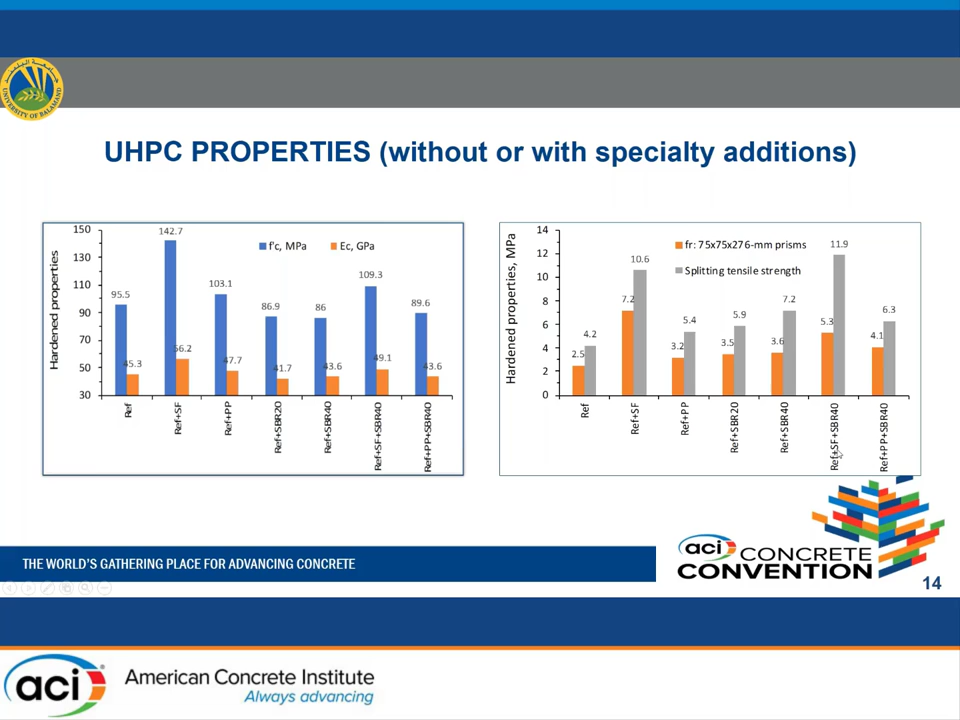 UNIVERSITY OF BALAMAND
UHPC PROPERTIES (without or with specialty additions)
Hardened properties
150
130
110
90
70
50
30
f'c, MPa
Ec, GPa
95.5
142.7
103.1
86.9
86
109.3
89.6
45.3
56.2
47.7
41.7
43.6
49.1
43.6
Ref
Ref+SF
Ref+PP
Ref+SBR20
Ref+SBR40
Ref+SF+SBR40
Ref+PP+SBR40
Hardened properties, MPa
14
12
10
8
6
4
2
0
fr: 75x75x276-mm prisms
Splitting tensile strength
2.5
4.2
7.2
10.6
3.2
5.4
3.5
5.9
3.6
7.2
5.3
11.9
4.1
6.3
Ref
Ref+SF
Ref+PP
Ref+SBR20
Ref+SBR40
Ref+SF+SBR40
Ref+PP+SBR40
THE WORLD'S GATHERING PLACE FOR ADVANCING CONCRETE
aci CONCRETE
CONVENTION
14
aci American Concrete Institute
Always advancing